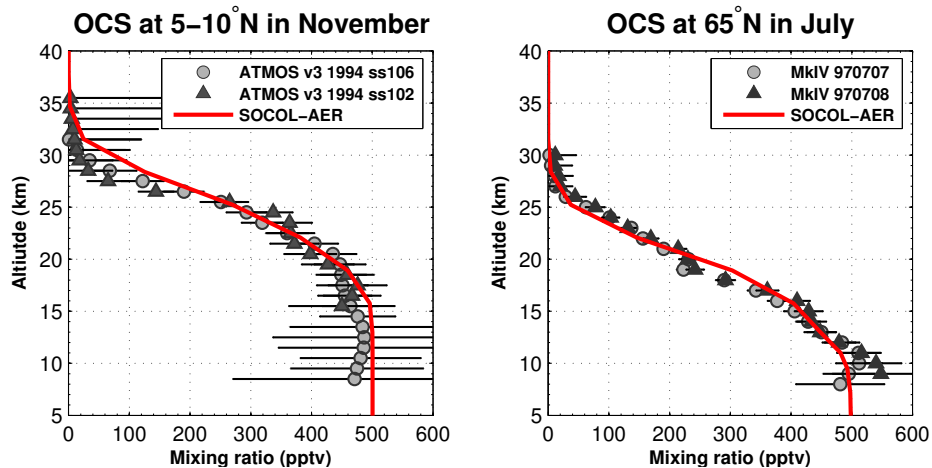 OCS at 5−10°N in November
40
35
30
25
20
15
10
5
Altiutde (km)
ATMOS v3 1994 ss106
ATMOS v3 1994 ss102
SOCOL−AER
0 100 200 300 400 500 600
Mixing ratio (pptv)
OCS at 65°N in July
40
35
30
25
20
15
10
5
Altiutde (km)
MkIV 970707
MkIV 970708
SOCOL−AER
0 100 200 300 400 500 600
Mixing ratio (pptv)